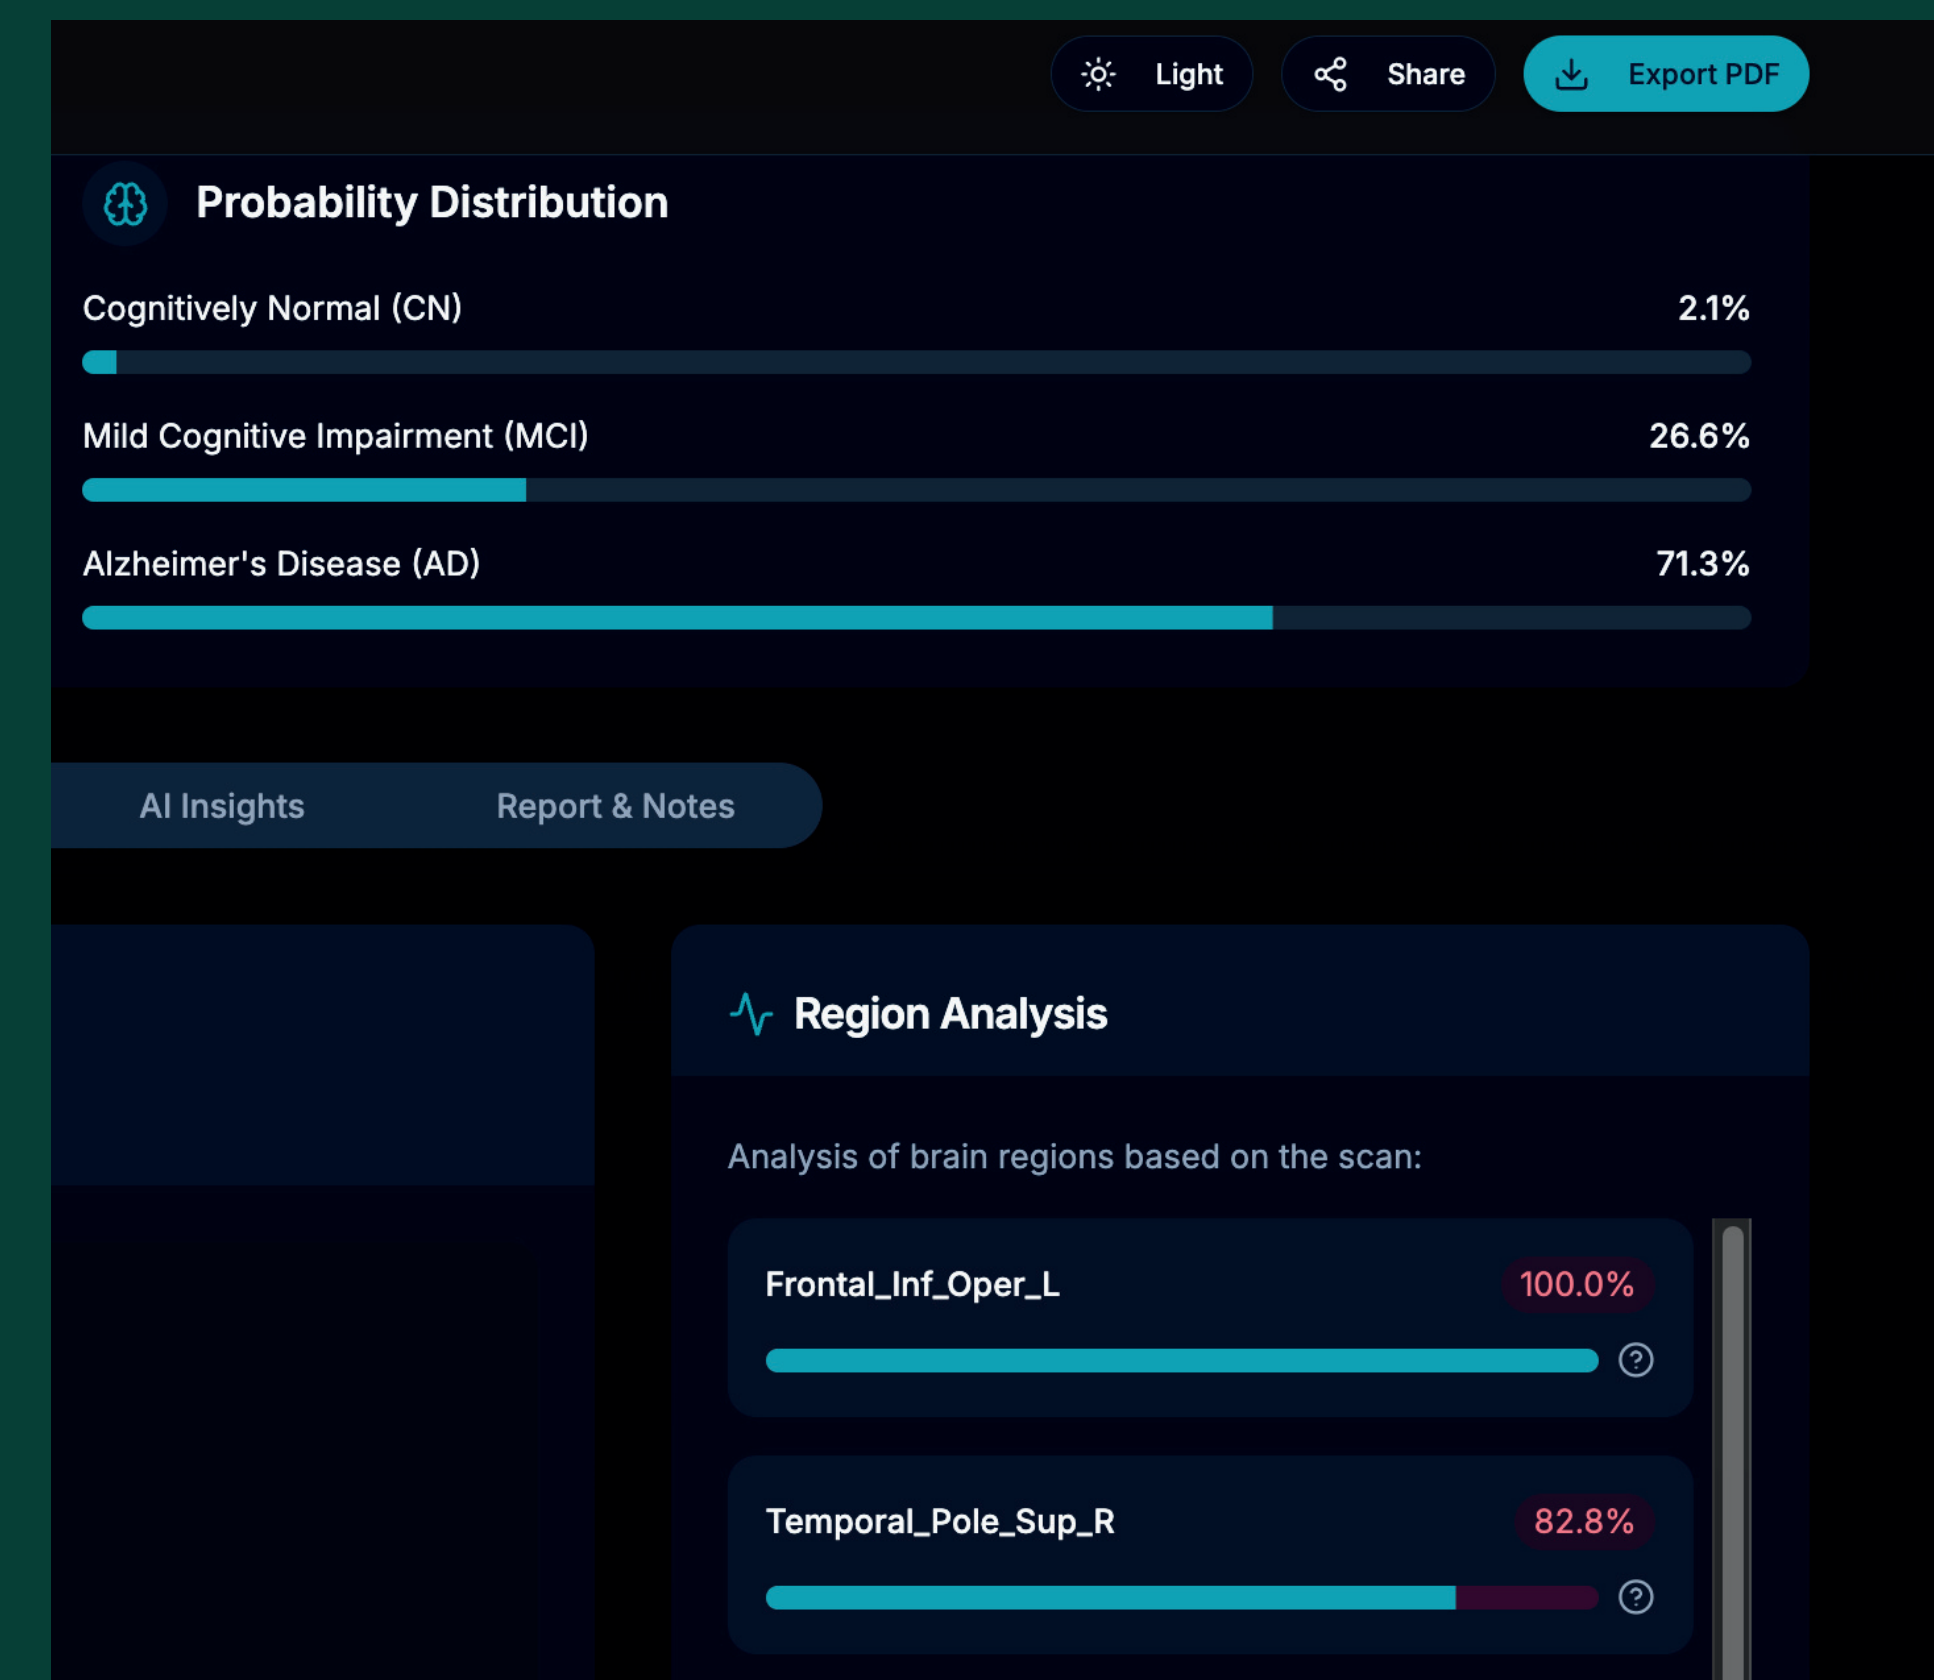 Light Share Export PDF
Probability Distribution
Cognitively Normal (CN) 2.1%
Mild Cognitive Impairment (MCI) 26.6%
Alzheimer's Disease (AD) 71.3%
AI Insights Report & Notes
Region Analysis
Analysis of brain regions based on the scan:
Frontal_Inf_Oper_L 100.0%
Temporal_Pole_Sup_R 82.8%